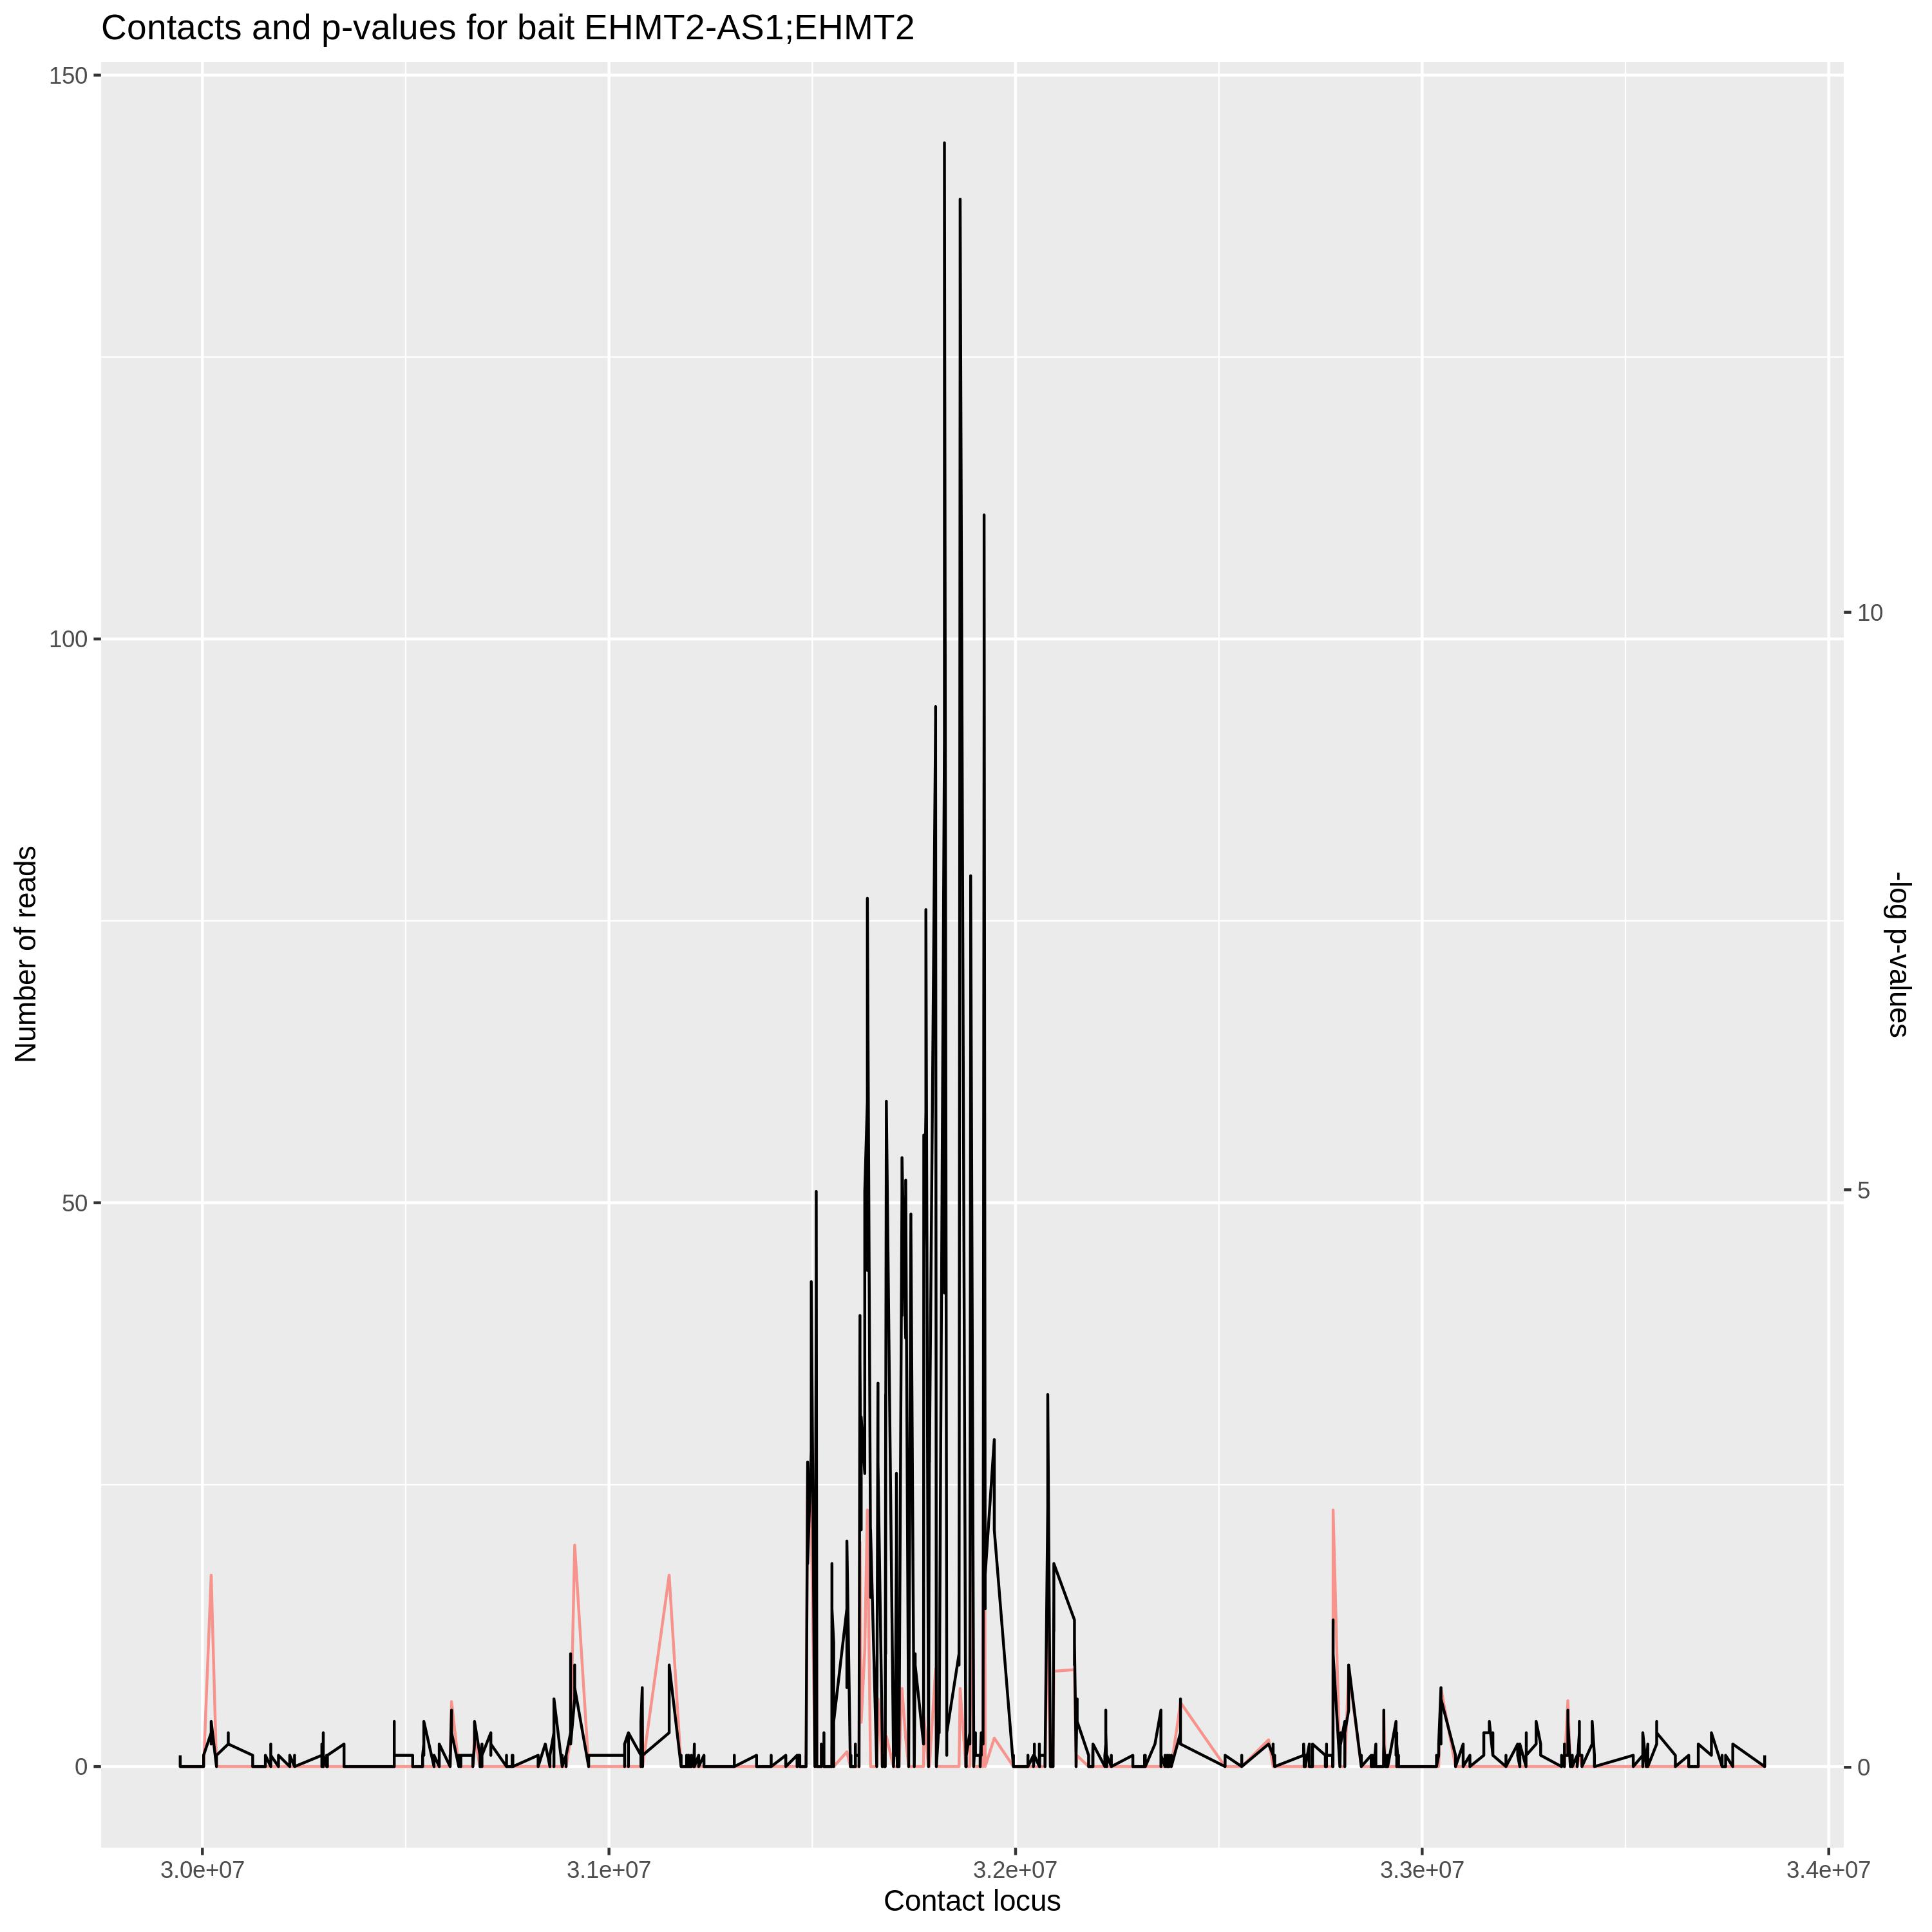 Contacts and p-values for bait EHMT2-AS1;EHMT2
150
100
50
0
Number of reads
10
5
0
-log p-values
3.0e+07
3.1e+07
3.2e+07
3.3e+07
3.4e+07
Contact locus